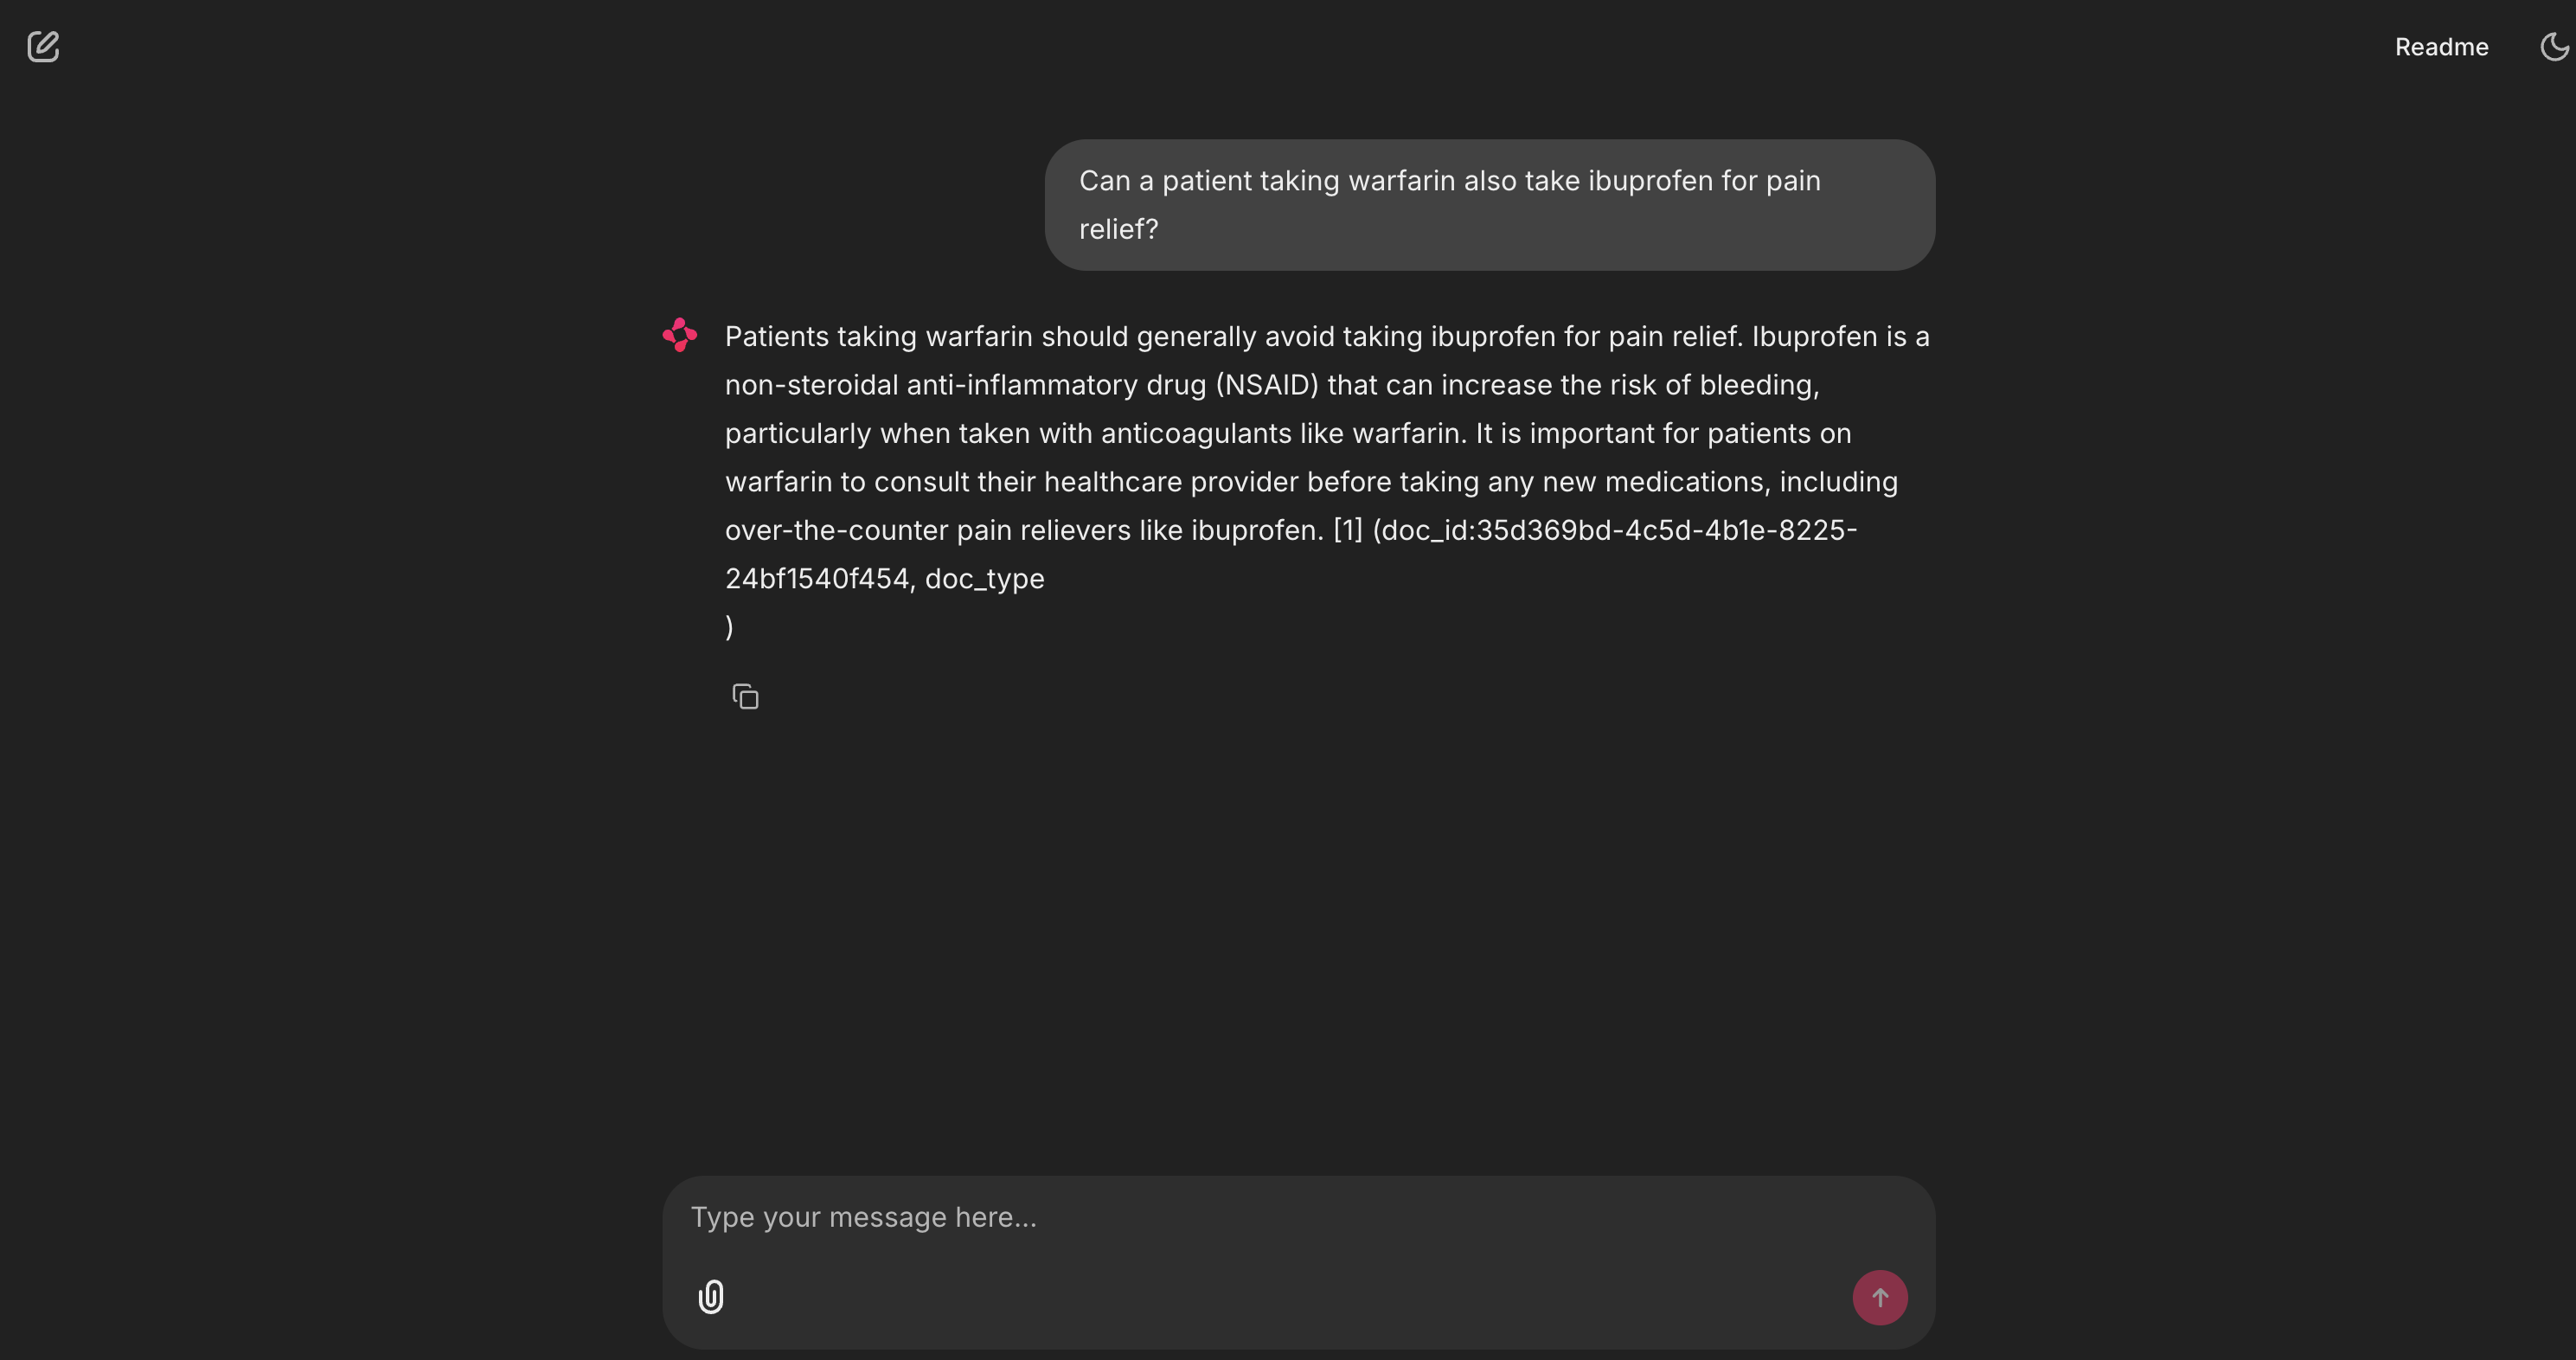 Readme
Can a patient taking warfarin also take ibuprofen for pain
relief?
Patients taking warfarin should generally avoid taking ibuprofen for pain relief. Ibuprofen is a
non-steroidal anti-inflammatory drug (NSAID) that can increase the risk of bleeding,
particularly when taken with anticoagulants like warfarin. It is important for patients on
warfarin to consult their healthcare provider before taking any new medications, including
over-the-counter pain relievers like ibuprofen. [1] (doc_id:35d369bd-4c5d-4b1e-8225-
24bf1540f454, doc_type
)
Type your message here...